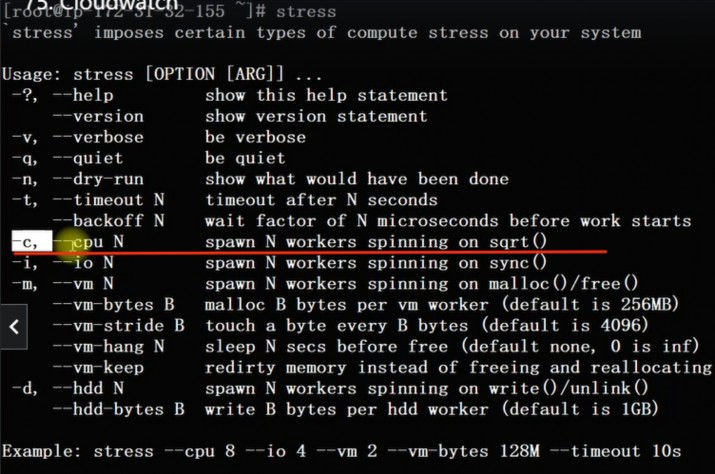 75. Cloudwatch
[root@ip-172-31-32-155 ~]# stress
`stress' imposes certain types of compute stress on your system
Usage: stress [OPTION [ARG]] ...
-?, --help show this help statement
--version show version statement
-v, --verbose be verbose
-q, --quiet be quiet
-n, --dry-run show what would have been done
-t, --timeout N timeout after N seconds
--backoff N wait factor of N microseconds before work starts
-c, --cpu N spawn N workers spinning on sqrt()
-i, --io N spawn N workers spinning on sync()
-m, --vm N spawn N workers spinning on malloc()/free()
--vm-bytes B malloc B bytes per vm worker (default is 256MB)
--vm-stride B touch a byte every B bytes (default is 4096)
--vm-hang N sleep N secs before free (default none, 0 is inf)
--vm-keep redirty memory instead of freeing and reallocating
-d, --hdd N spawn N workers spinning on write()/unlink()
--hdd-bytes B write B bytes per hdd worker (default is 1GB)
Example: stress --cpu 8 --io 4 --vm 2 --vm-bytes 128M --timeout 10s